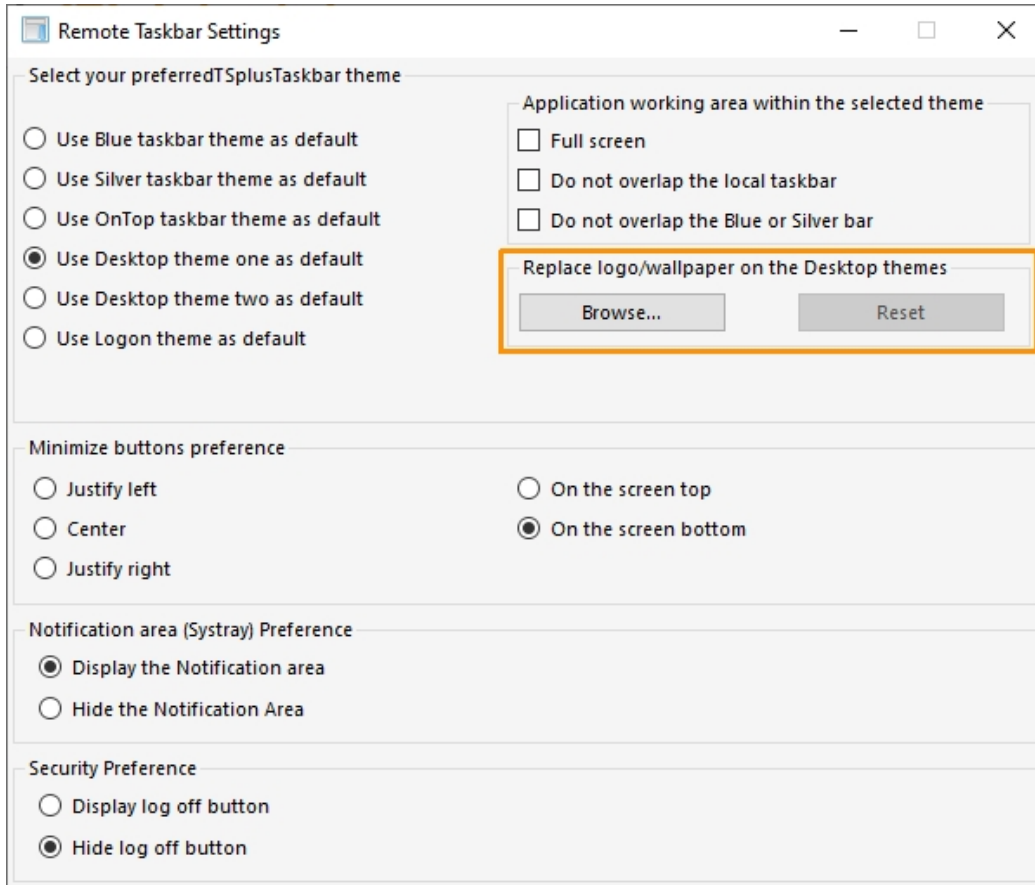 Remote Taskbar Settings
Select your preferredTSplusTaskbar theme
Use Blue taskbar theme as default
Use Silver taskbar theme as default
Use OnTop taskbar theme as default
Use Desktop theme one as default
Use Desktop theme two as default
Use Logon theme as default
Application working area within the selected theme
Full screen
Do not overlap the local taskbar
Do not overlap the Blue or Silver bar
Replace logo/wallpaper on the Desktop themes
Browse... Reset
Minimize buttons preference
Justify left
Center
Justify right
On the screen top
On the screen bottom
Notification area (Systray) Preference
Display the Notification area
Hide the Notification Area
Security Preference
Display log off button
Hide log off button